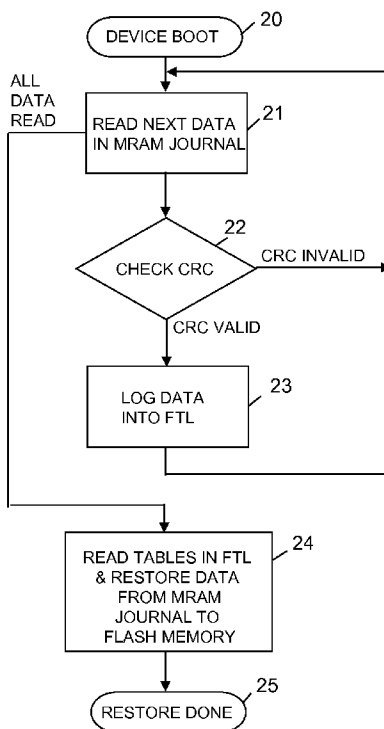 DEVICE BOOT
20
ALL
DATA
READ
READ NEXT DATA
IN MRAM JOURNAL
21
22
CHECK CRC
CRC INVALID
CRC VALID
LOG DATA
INTO FTL
23
24
READ TABLES IN FTL
& RESTORE DATA
FROM MRAM
JOURNAL TO
FLASH MEMORY
25
RESTORE DONE